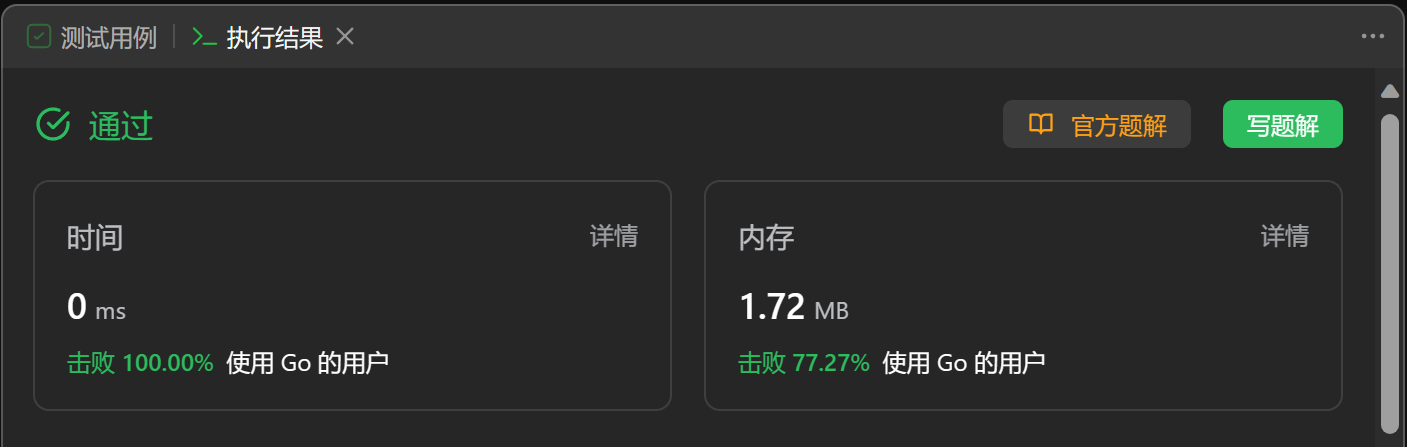 测试用例 执行结果
通过 官方题解 写题解
时间 详情
0 ms
击败 100.00% 使用 Go 的用户
内存 详情
1.72 MB
击败 77.27% 使用 Go 的用户